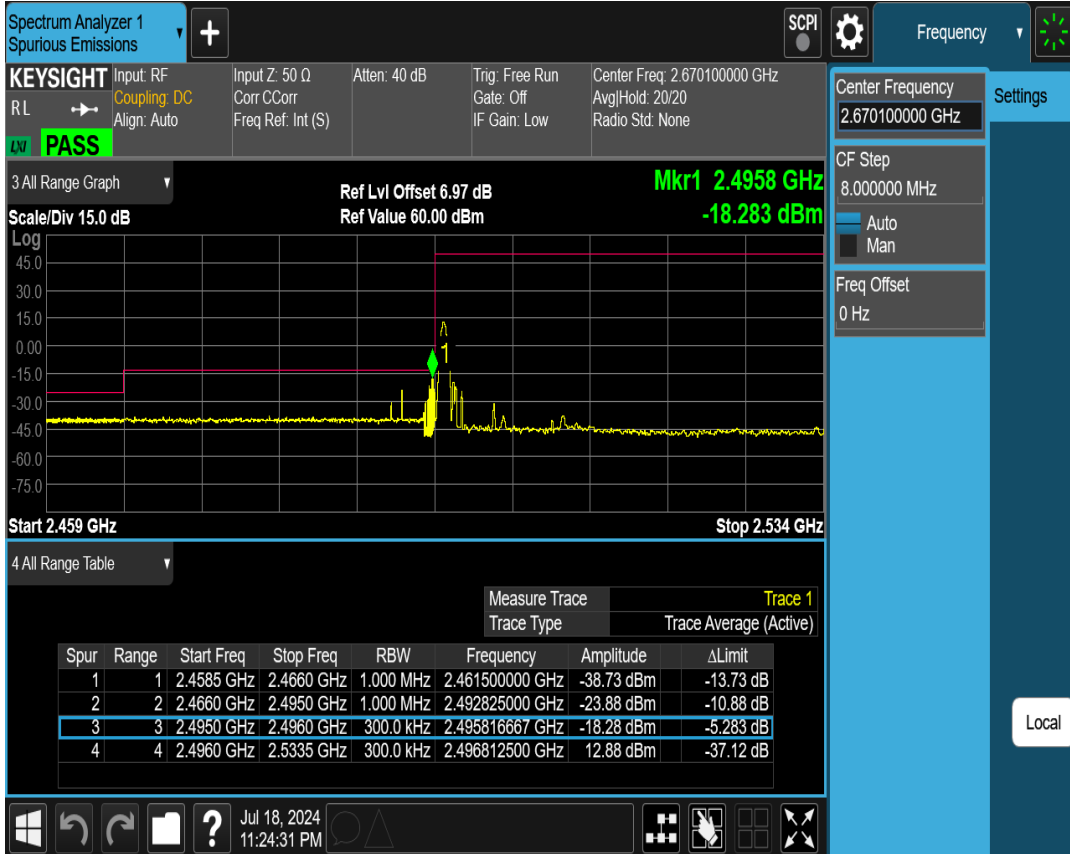 Spectrum Analyzer 1
Spurious Emissions
+
SCPI
Frequency
KEYSIGHT
RL
LXI
PASS
Input: RF
Coupling: DC
Align: Auto
Input Z: 50 Ω
Corr CCorr
Freq Ref: Int (S)
Atten: 40 dB
Trig: Free Run
Gate: Off
IF Gain: Low
Center Freq: 2.670100000 GHz
Avg|Hold: 20/20
Radio Std: None
Center Frequency
2.670100000 GHz
Settings
CF Step
8.000000 MHz
Auto
Man
Freq Offset
0 Hz
3 All Range Graph
Scale/Div 15.0 dB
Ref Lvl Offset 6.97 dB
Ref Value 60.00 dBm
Mkr1 2.4958 GHz
-18.283 dBm
Log
45.0
30.0
15.0
0.00
-15.0
-30.0
-45.0
-60.0
-75.0
1
Start 2.459 GHz
Stop 2.534 GHz
4 All Range Table
Measure Trace Trace 1
Trace Type Trace Average (Active)
Spur Range Start Freq Stop Freq RBW Frequency Amplitude ΔLimit
1 1 2.4585 GHz 2.4660 GHz 1.000 MHz 2.461500000 GHz -38.73 dBm -13.73 dB
2 2 2.4660 GHz 2.4950 GHz 1.000 MHz 2.492825000 GHz -23.88 dBm -10.88 dB
3 3 2.4950 GHz 2.4960 GHz 300.0 kHz 2.495816667 GHz -18.28 dBm -5.283 dB
4 4 2.4960 GHz 2.5335 GHz 300.0 kHz 2.496812500 GHz 12.88 dBm -37.12 dB
Local
?
Jul 18, 2024
11:24:31 PM